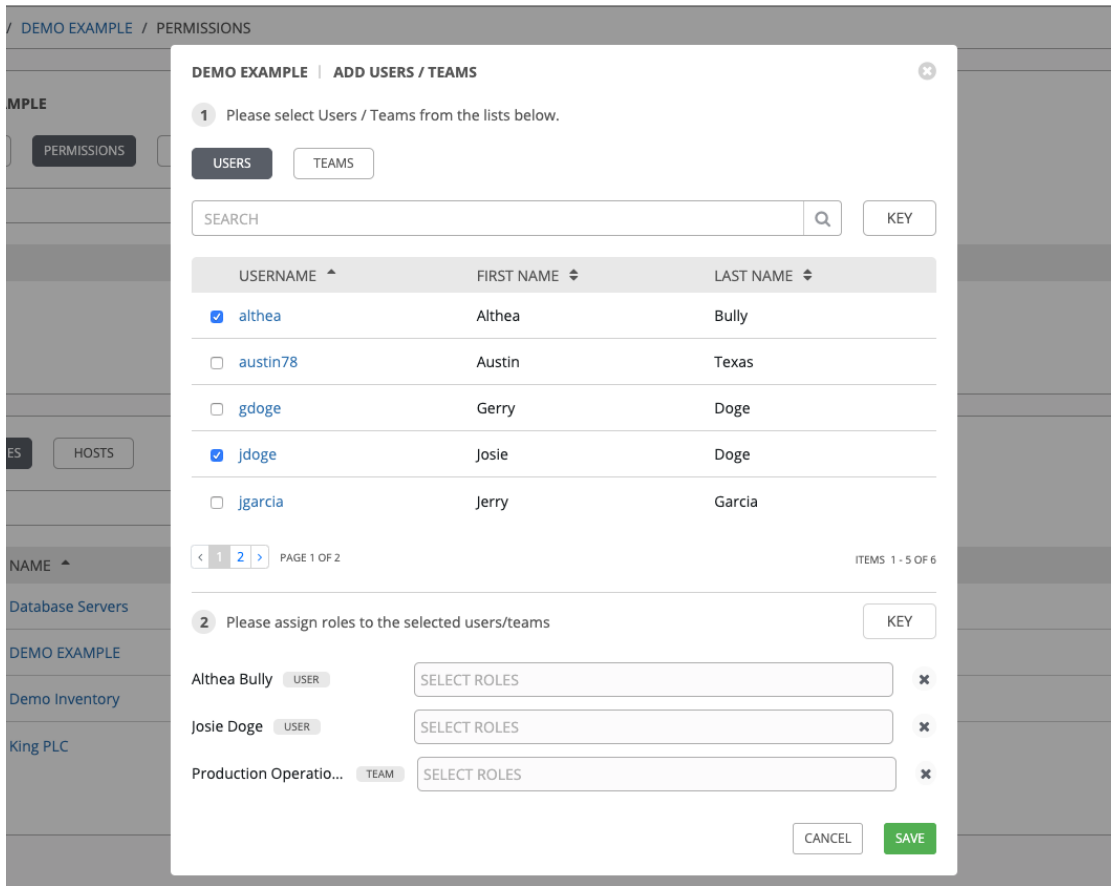 / DEMO EXAMPLE / PERMISSIONS
DEMO EXAMPLE | ADD USERS / TEAMS
1 Please select Users / Teams from the lists below.
MPLE
PERMISSIONS
USERS TEAMS
SEARCH KEY
USERNAME FIRST NAME LAST NAME
althea Althea Bully
austin78 Austin Texas
gdoge Gerry Doge
jdoge Josie Doge
jgarcia Jerry Garcia
ES HOSTS
< 1 2 > PAGE 1 OF 2 ITEMS 1 - 5 OF 6
NAME
Database Servers
DEMO EXAMPLE
Demo Inventory
King PLC
2 Please assign roles to the selected users/teams KEY
Althea Bully USER SELECT ROLES
Josie Doge USER SELECT ROLES
Production Operatio... TEAM SELECT ROLES
CANCEL SAVE